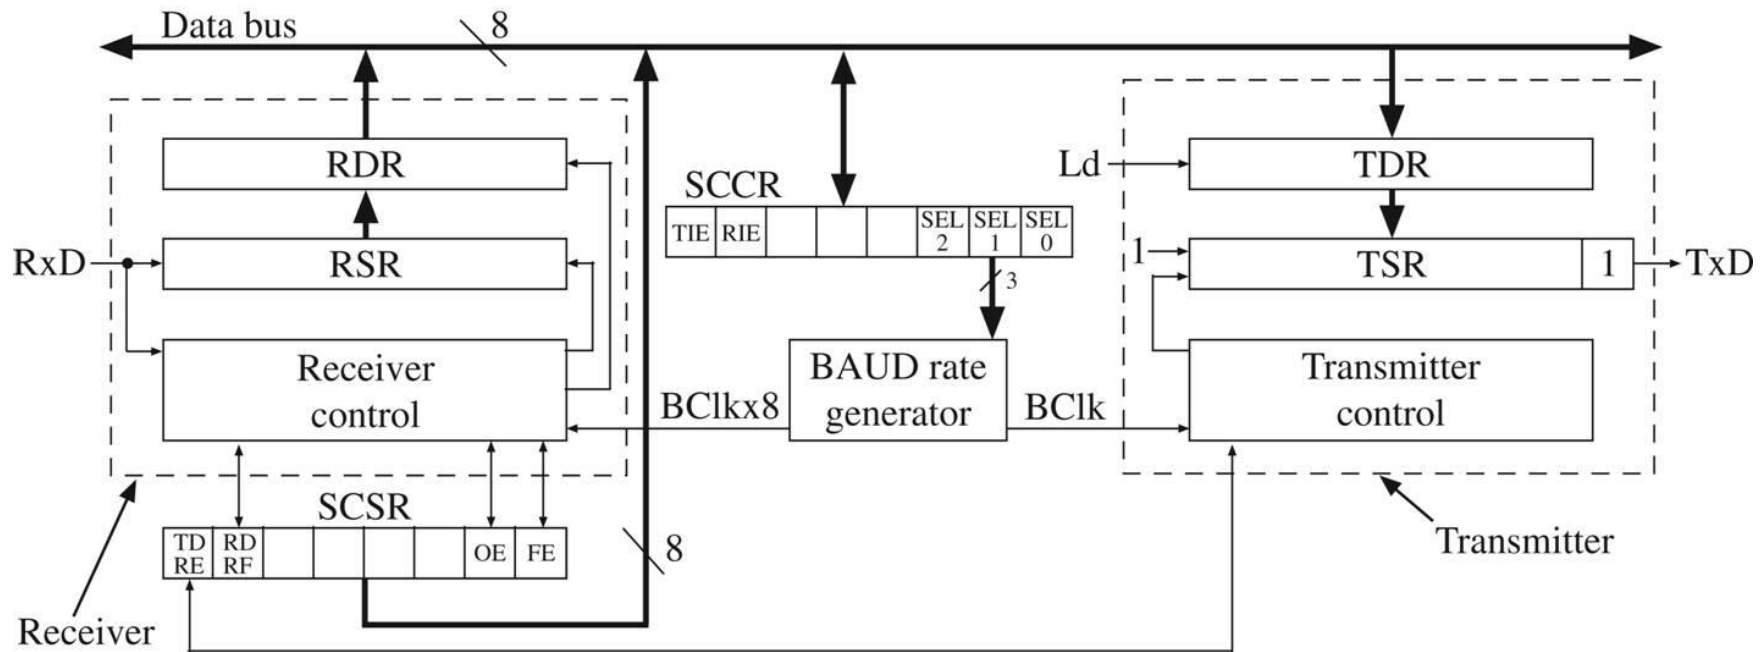 Data bus
8
RDR
Ld
TDR
SCCR
TIE
RIE
SEL
2
SEL
1
SEL
0
RxD
RSR
3
1
TSR
1
TxD
Receiver
control
BAUD rate
generator
Transmitter
control
BClkx8
BClk
SCSR
TD
RE
RD
RF
OE
FE
8
Transmitter
Receiver